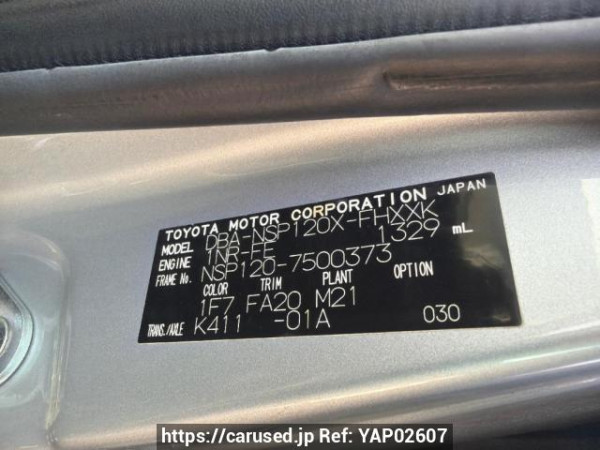 TOYOTA MOTOR CORPORATION JAPAN
MODEL DBA-NSP120X-FHXXK
ENGINE 1NR-FE 1329 mL
FRAME No. NSP120-7500373
COLOR TRIM PLANT OPTION
1F7 FA20 M21
TRANS./AXLE K411 -01A 030
https://carused.jp Ref: YAP02607